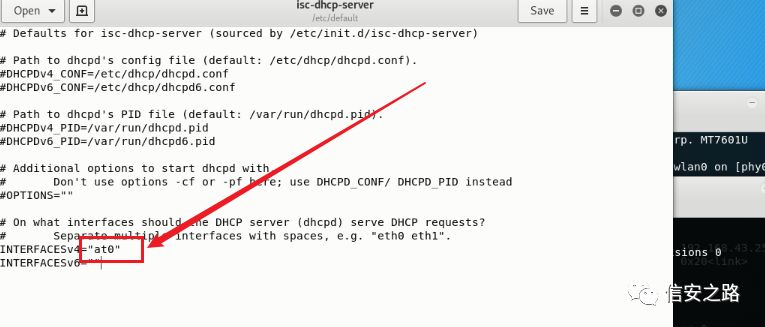 Open
isc-dhcp-server
/etc/default
Save
# Defaults for isc-dhcp-server (sourced by /etc/init.d/isc-dhcp-server)
# Path to dhcpd's config file (default: /etc/dhcp/dhcpd.conf).
#DHCPDv4_CONF=/etc/dhcp/dhcpd.conf
#DHCPDv6_CONF=/etc/dhcp/dhcpd6.conf
# Path to dhcpd's PID file (default: /var/run/dhcpd.pid).
#DHCPDv4_PID=/var/run/dhcpd.pid
#DHCPDv6_PID=/var/run/dhcpd6.pid
# Additional options to start dhcpd with
#       Don't use options -cf or -pf here; use DHCPD_CONF/ DHCPD_PID instead
#OPTIONS=""
# On what interfaces should the DHCP server (dhcpd) serve DHCP requests?
#       Separate multiple interfaces with spaces, e.g. "eth0 eth1".
INTERFACESv4="at0"
INTERFACESv6=""
rp. MT7601U
wlan0 on [phy0
192.168.43.2
ssions 0
0x20<link>
信安之路